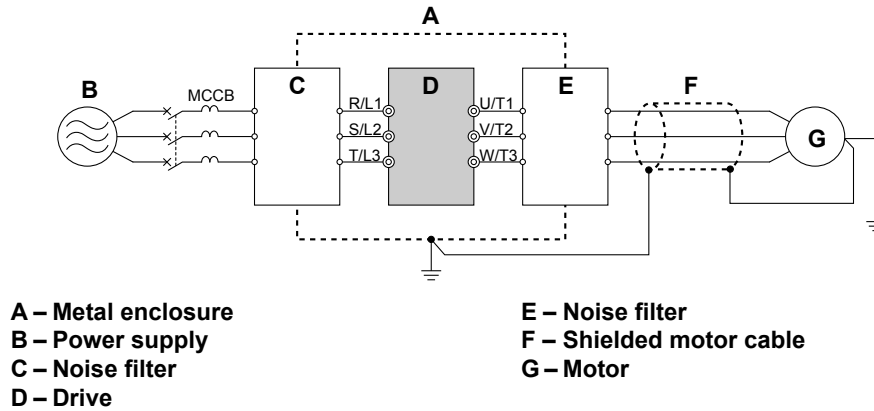 A
B
MCCB
C
R/L1
S/L2
T/L3
D
U/T1
V/T2
W/T3
E
F
G
A – Metal enclosure
B – Power supply
C – Noise filter
D – Drive
E – Noise filter
F – Shielded motor cable
G – Motor